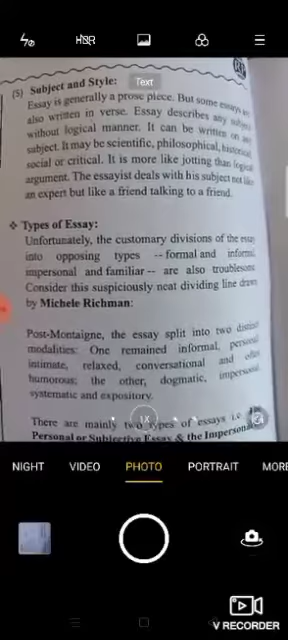 HDR
Text
(5) Subject and Style:
Essay is generally a prose piece. But some essays are
also written in verse. Essay describes any subject
without logical manner. It can be written on any
subject. It may be scientific, philosophical, historical
social or critical. It is more like jotting than logical
argument. The essayist deals with his subject not like
an expert but like a friend talking to a friend.
❖ Types of Essay:
Unfortunately, the customary divisions of the essay
into opposing types -- formal and informal
impersonal and familiar -- are also troublesome
Consider this suspiciously neat dividing line drawn
by Michele Richman:
Post-Montaigne, the essay split into two distinct
modalities: One remained informal, personal
intimate, relaxed, conversational and often
humorous; the other, dogmatic, impersonal
systematic and expository.
1X
There are mainly two types of essays i.e.
Personal or Subjective Essay & the Impersonal
NIGHT VIDEO PHOTO PORTRAIT MORE
V RECORDER